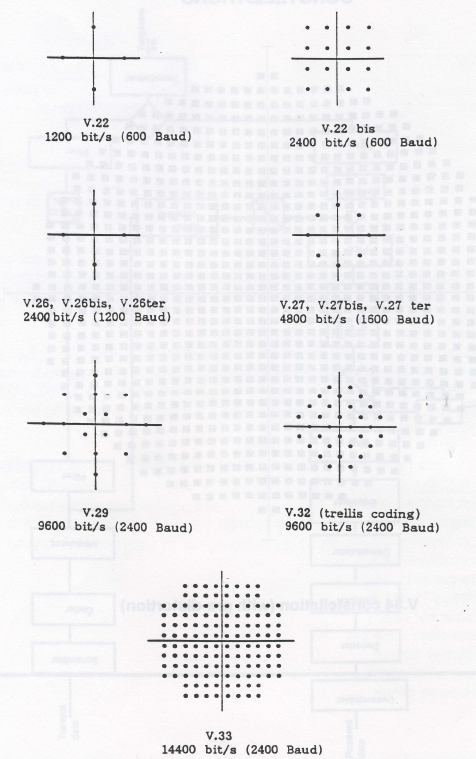 V.22
1200 bit/s (600 Baud)
V.22 bis
2400 bit/s (600 Baud)
V.26, V.26bis, V.26ter
2400 bit/s (1200 Baud)
V.27, V.27bis, V.27 ter
4800 bit/s (1600 Baud)
V.29
9600 bit/s (2400 Baud)
V.32 (trellis coding)
9600 bit/s (2400 Baud)
V.33
14400 bit/s (2400 Baud)